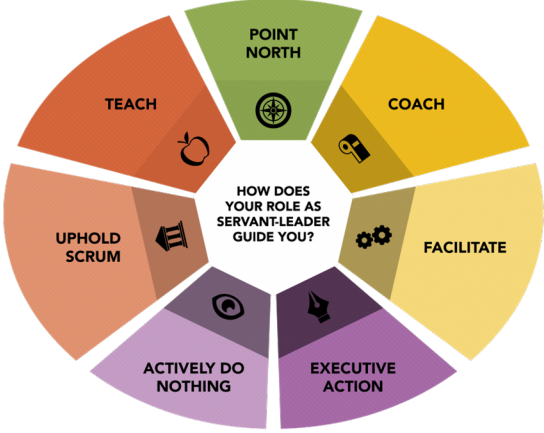 POINT
NORTH
TEACH
COACH
HOW DOES
YOUR ROLE AS
SERVANT-LEADER
GUIDE YOU?
UPHOLD
SCRUM
FACILITATE
ACTIVELY DO
NOTHING
EXECUTIVE
ACTION